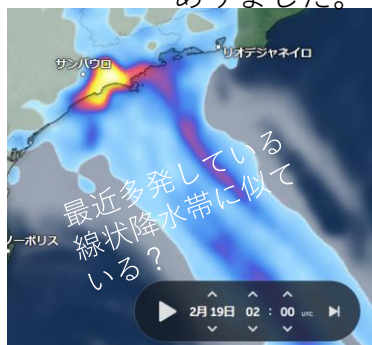 ありました。
サンパウロ
リオデジャネイロ
最近多発している
線状降水帯に似て
いる？
ノーポリス
2月19日 02 : 00 UTC